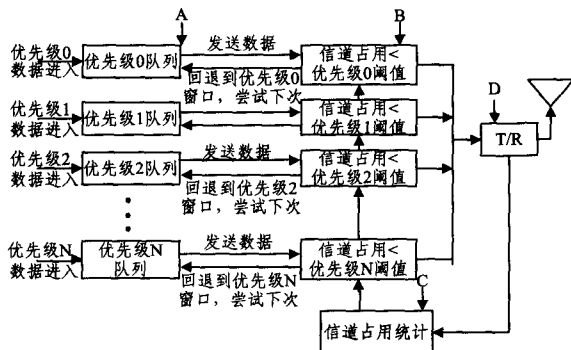 A
B
优先级0
数据进入
优先级0队列
发送数据
回退到优先级0
窗口，尝试下次
信道占用<
优先级0阈值
优先级1
数据进入
优先级1队列
信道占用<
优先级1阈值
D
T/R
优先级2
数据进入
优先级2队列
发送数据
回退到优先级2
窗口，尝试下次
信道占用<
优先级2阈值
优先级N
数据进入
优先级N
队列
发送数据
回退到优先级N
窗口，尝试下次
信道占用<
优先级N阈值
C
信道占用统计